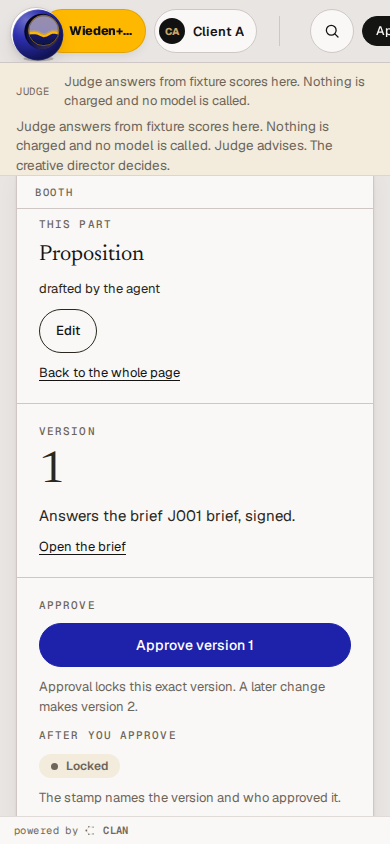 Wieden+...
CA
Client A
Ap
JUDGE
Judge answers from fixture scores here. Nothing is
charged and no model is called.
Judge answers from fixture scores here. Nothing is
charged and no model is called. Judge advises. The
creative director decides.
BOOTH
THIS PART
Proposition
drafted by the agent
Edit
Back to the whole page
VERSION
1
Answers the brief J001 brief, signed.
Open the brief
APPROVE
Approve version 1
Approval locks this exact version. A later change
makes version 2.
AFTER YOU APPROVE
Locked
The stamp names the version and who approved it.
powered by CLAN